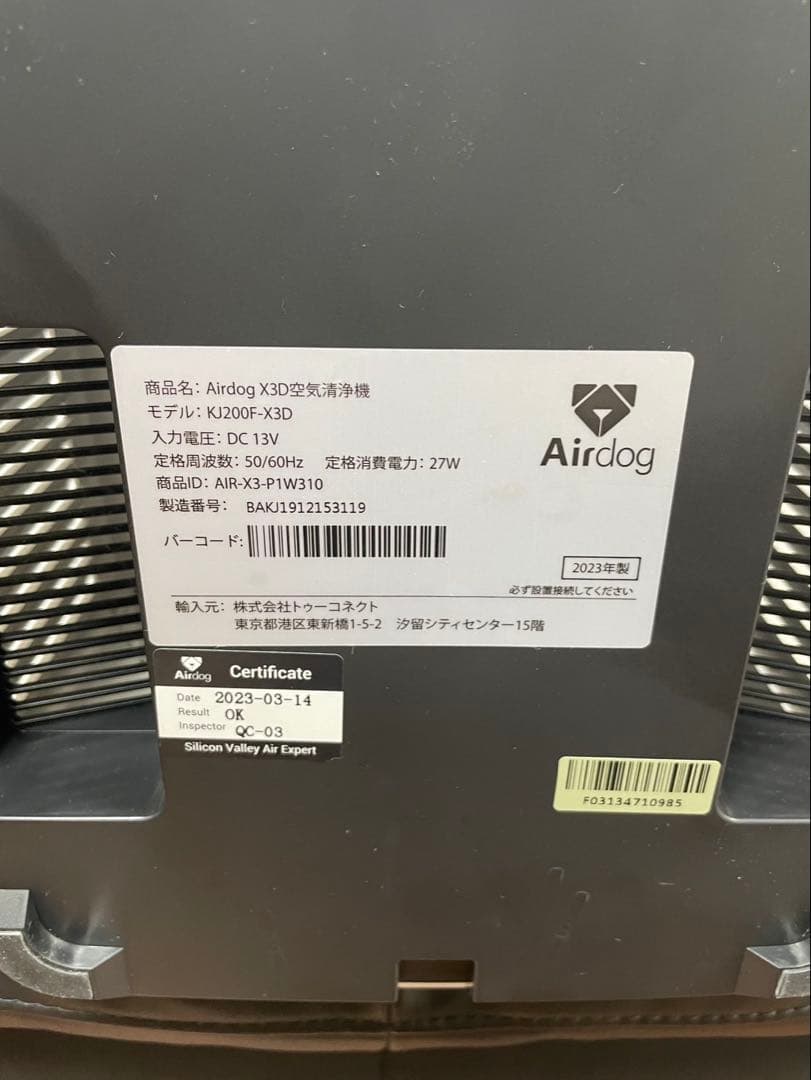 商品名: Airdog X3D空気清浄機
モデル: KJ200F-X3D
入力電圧: DC 13V
定格周波数: 50/60Hz 定格消費電力: 27W
商品ID: AIR-X3-P1W310
製造番号: BAKJ1912153119
バーコード:
Airdog
2023年製
必ず設置接続してください
輸入元: 株式会社トゥーコネクト
東京都港区東新橋1-5-2 汐留シティセンター15階
Airdog Certificate
Date 2023-03-14
Result OK
Inspector QC-03
Silicon Valley Air Expert
F03134710985